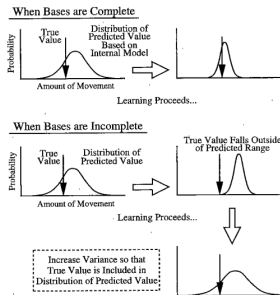 When Bases are Complete
Probability
True
Value
Distribution of
Predicted Value
Based on
Internal Model
Amount of Movement
Learning Proceeds...
When Bases are Incomplete
Probability
True
Value
Distribution of
Predicted Value
Amount of Movement
True Value Falls Outside
of Predicted Range
Learning Proceeds...
Increase Variance so that
True Value is Included in
Distribution of Predicted Value